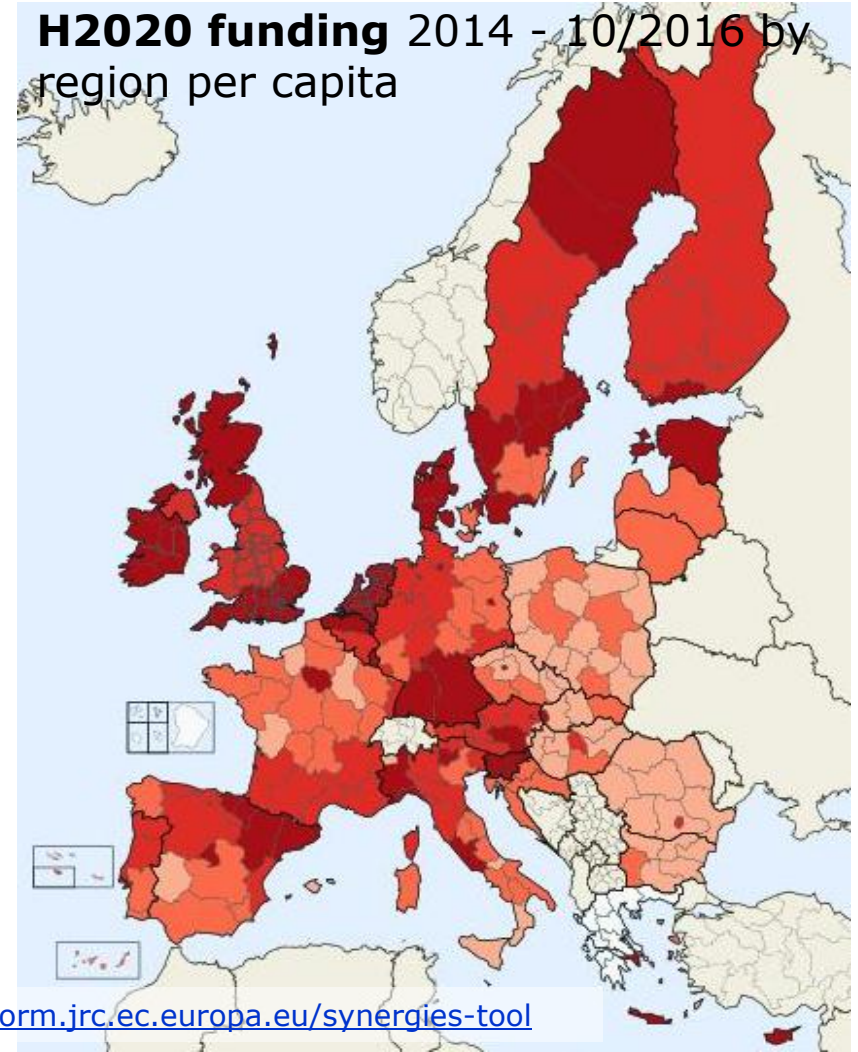 H2020 funding 2014 - 10/2016 by
region per capita
orm.jrc.ec.europa.eu/synergies-tool